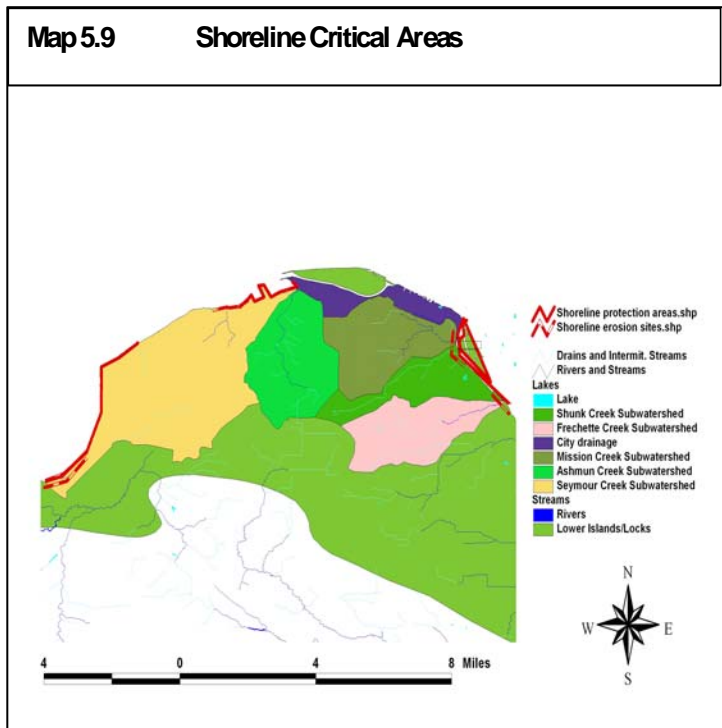 Map 5.9 Shoreline Critical Areas
Shoreline protection areas.shp
Shoreline erosion sites.shp
Drains and Intermit. Streams
Rivers and Streams
Lakes
Lake
Shunk Creek Subwatershed
Frechette Creek Subwatershed
City drainage
Mission Creek Subwatershed
Ashmun Creek Subwatershed
Seymour Creek Subwatershed
Streams
Rivers
Lower Islands/Locks
N
W E
S
4 0 4 8 Miles